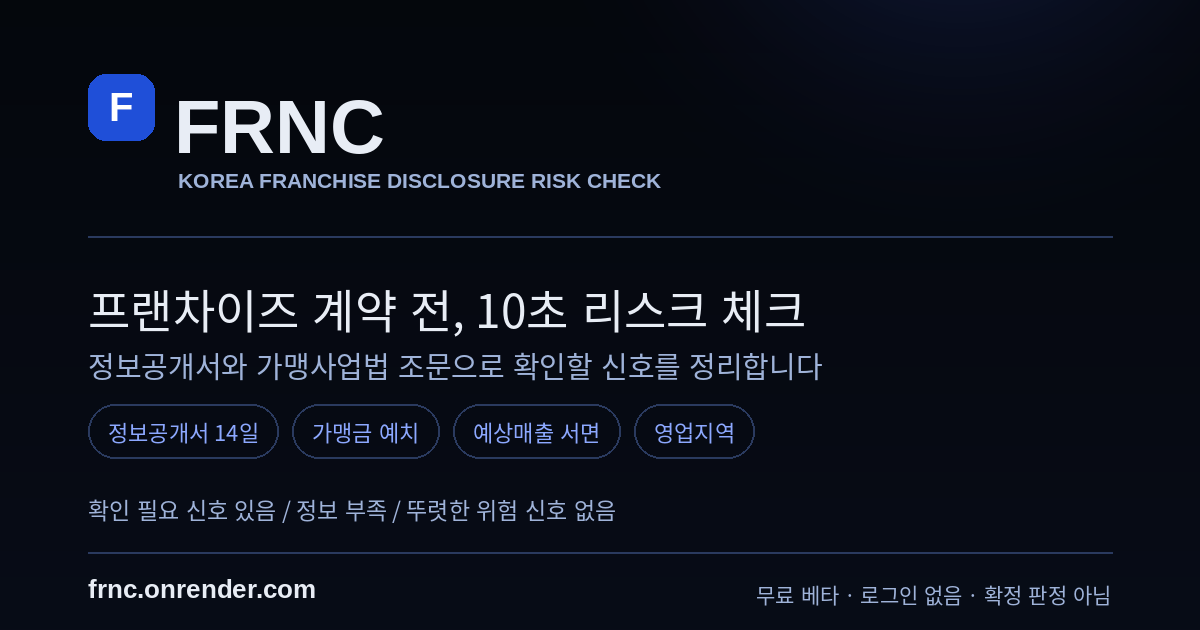 F
FRNC
KOREA FRANCHISE DISCLOSURE RISK CHECK
프랜차이즈 계약 전, 10초 리스크 체크
정보공개서와 가맹사업법 조문으로 확인할 신호를 정리합니다
정보공개서 14일 가맹금 예치 예상매출 서면 영업지역
확인 필요 신호 있음 / 정보 부족 / 뚜렷한 위험 신호 없음
frnc.onrender.com
무료 베타 · 로그인 없음 · 확정 판정 아님